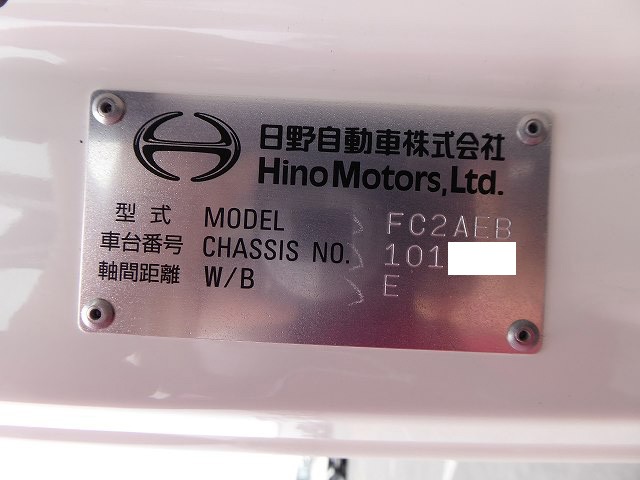 日野自動車株式会社
Hino Motors, Ltd.
型式 MODEL FC2AEB
車台番号 CHASSIS NO. 101
軸間距離 W/B E